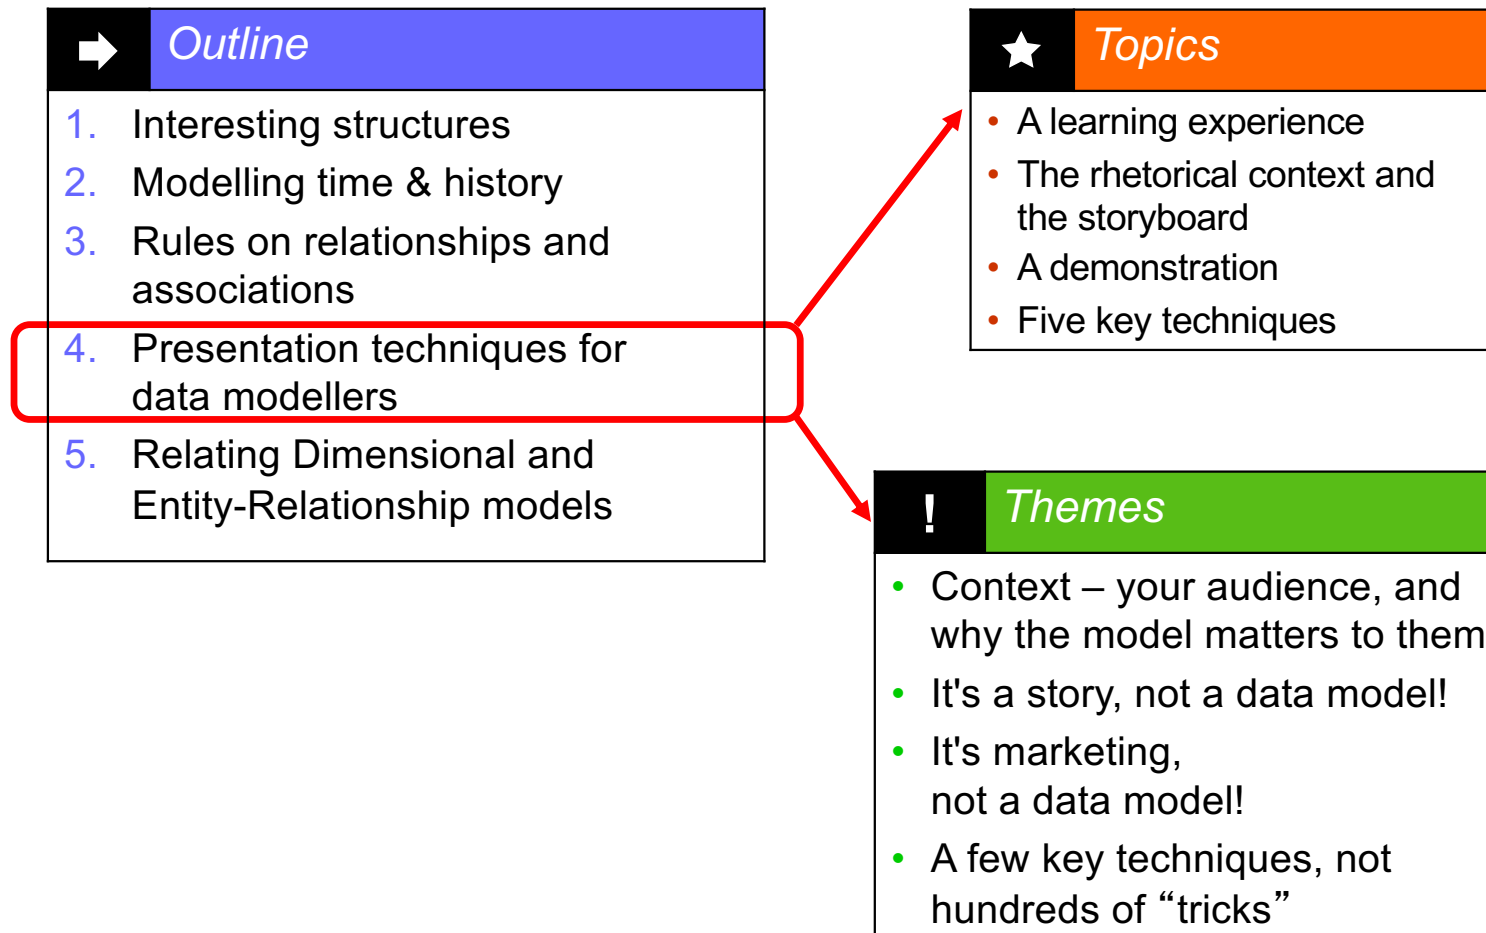 Outline
1. Interesting structures
2. Modelling time & history
3. Rules on relationships and
associations
4. Presentation techniques for
data modellers
5. Relating Dimensional and
Entity-Relationship models
Topics
• A learning experience
• The rhetorical context and
the storyboard
• A demonstration
• Five key techniques
! Themes
• Context – your audience, and
why the model matters to them
• It's a story, not a data model!
• It's marketing,
not a data model!
• A few key techniques, not
hundreds of “tricks”